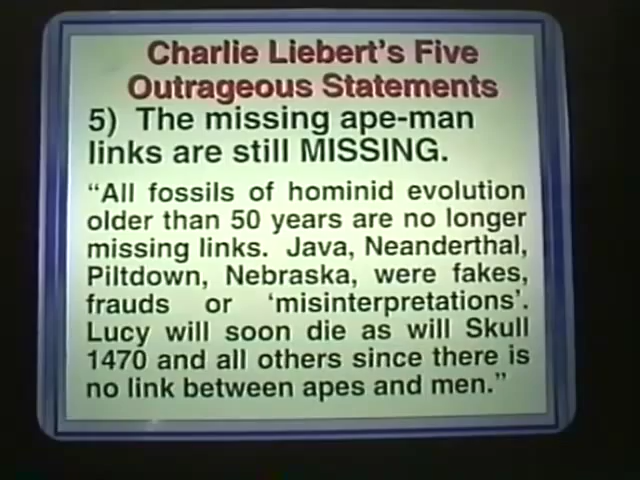 Charlie Liebert's Five
Outrageous Statements
5) The missing ape-man
links are still MISSING.
“All fossils of hominid evolution
older than 50 years are no longer
missing links. Java, Neanderthal,
Piltdown, Nebraska, were fakes,
frauds or ‘misinterpretations’.
Lucy will soon die as will Skull
1470 and all others since there is
no link between apes and men.”